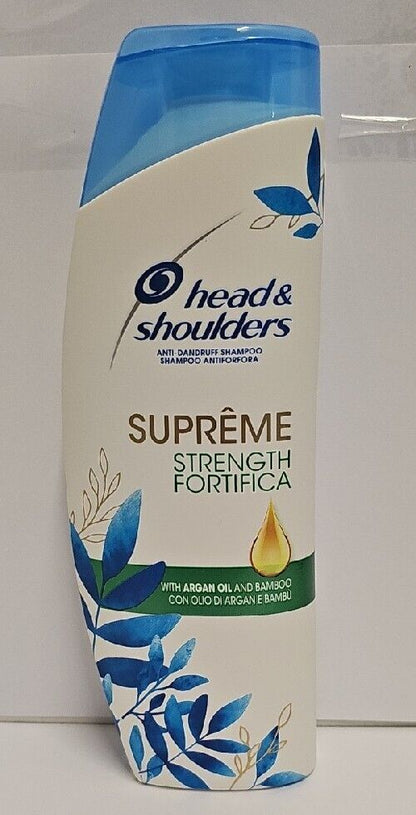 head &
shoulders
ANTI-DANDRUFF SHAMPOO
SHAMPOO ANTIFORFORA
SUPRÊME
STRENGTH
FORTIFICA
WITH ARGAN OIL AND BAMBOO
CON OLIO DI ARGAN E BAMBÙ